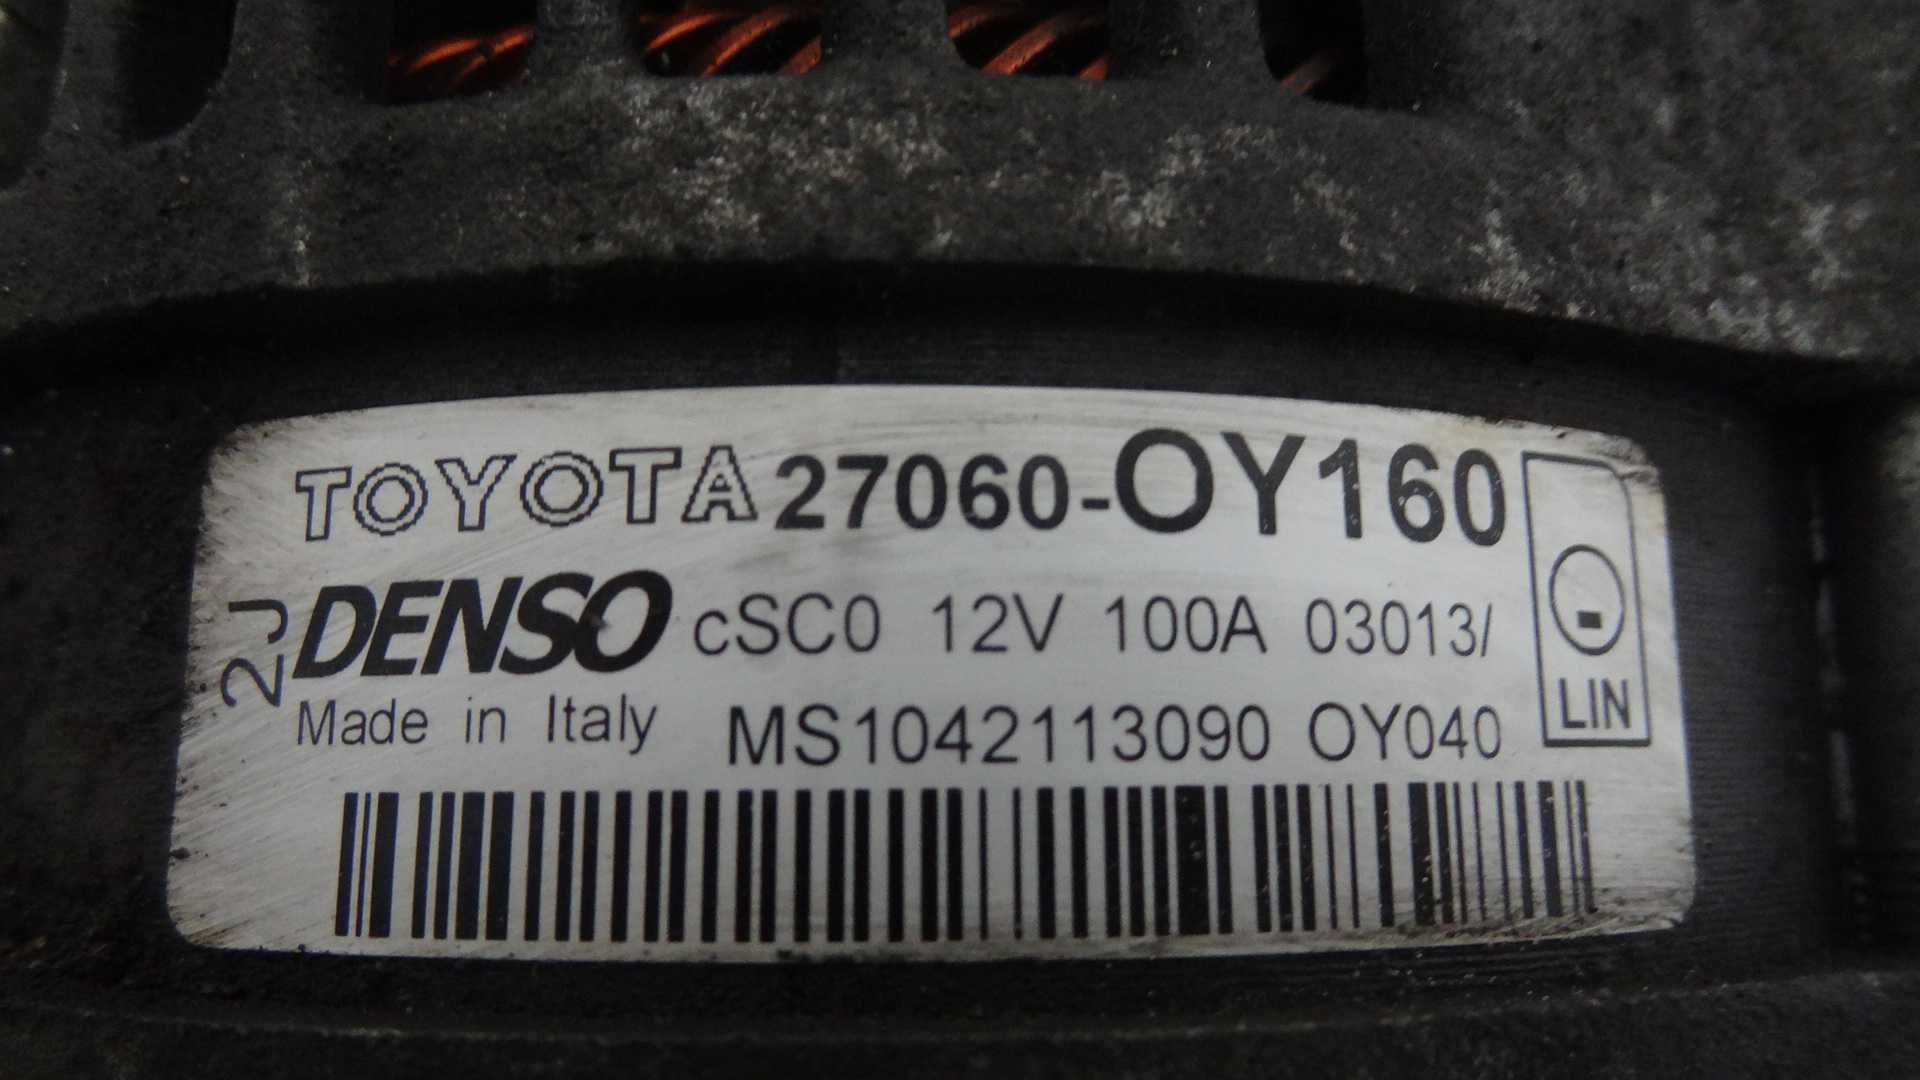 TOYOTA 27060-OY160
2J DENSO cSC0 12V 100A 03013/
Made in Italy MS1042113090 OY040
LIN